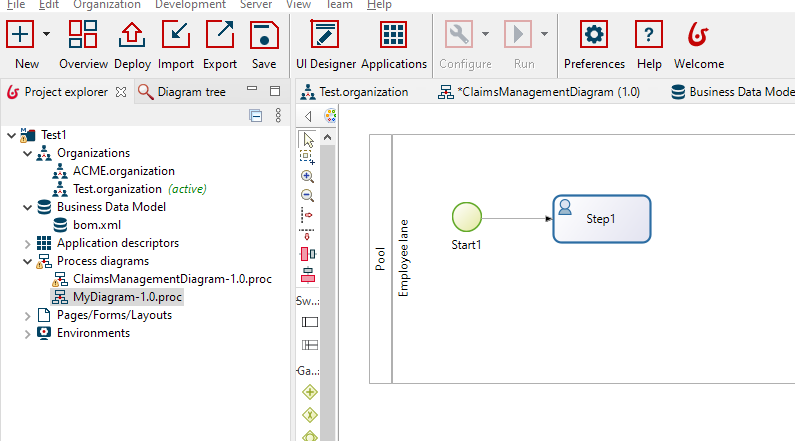 File Edit Organization Development Server View Team Help
New Overview Deploy Import Export Save UI Designer Applications Configure Run Preferences Help Welcome
Project explorer Diagram tree
Test.organization *ClaimsManagementDiagram (1.0) Business Data Mode
Test1
Organizations
ACME.organization
Test.organization (active)
Business Data Model
bom.xml
Application descriptors
Process diagrams
ClaimsManagementDiagram-1.0.proc
MyDiagram-1.0.proc
Pages/Forms/Layouts
Environments
Sw...
Ga...
Pool
Employee lane
Start1
Step1